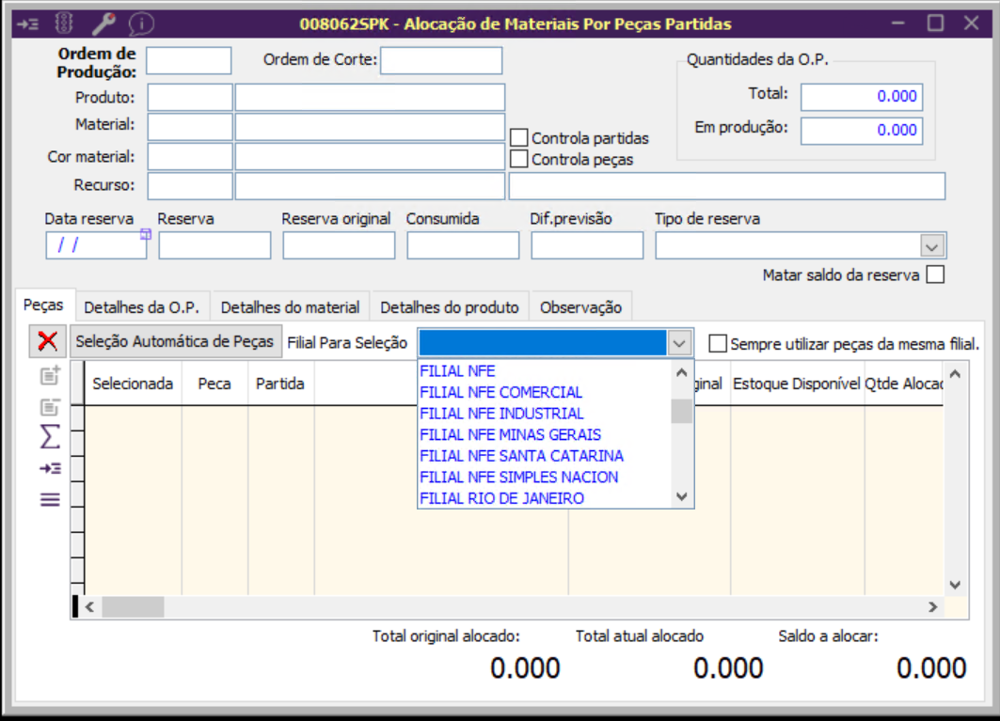 008062SPK - Alocação de Materiais Por Peças Partidas
Ordem de Produção:
Ordem de Corte:
Quantidades da O.P.
Produto:
Total:
0.000
Material:
Em produção:
0.000
Controla partidas
Cor material:
Controla peças
Recurso:
Data reserva
Reserva
Reserva original
Consumida
Dif.previsão
Tipo de reserva
/ /
Matar saldo da reserva
Peças
Detalhes da O.P.
Detalhes do material
Detalhes do produto
Observação
Seleção Automática de Peças
Filial Para Seleção
Sempre utilizar peças da mesma filial.
Selecionada
Peca
Partida
ginal
Estoque Disponível
Qtde Alocad
FILIAL NFE
FILIAL NFE COMERCIAL
FILIAL NFE INDUSTRIAL
FILIAL NFE MINAS GERAIS
FILIAL NFE SANTA CATARINA
FILIAL NFE SIMPLES NACION
FILIAL RIO DE JANEIRO
Total original alocado:
Total atual alocado
Saldo a alocar:
0.000
0.000
0.000